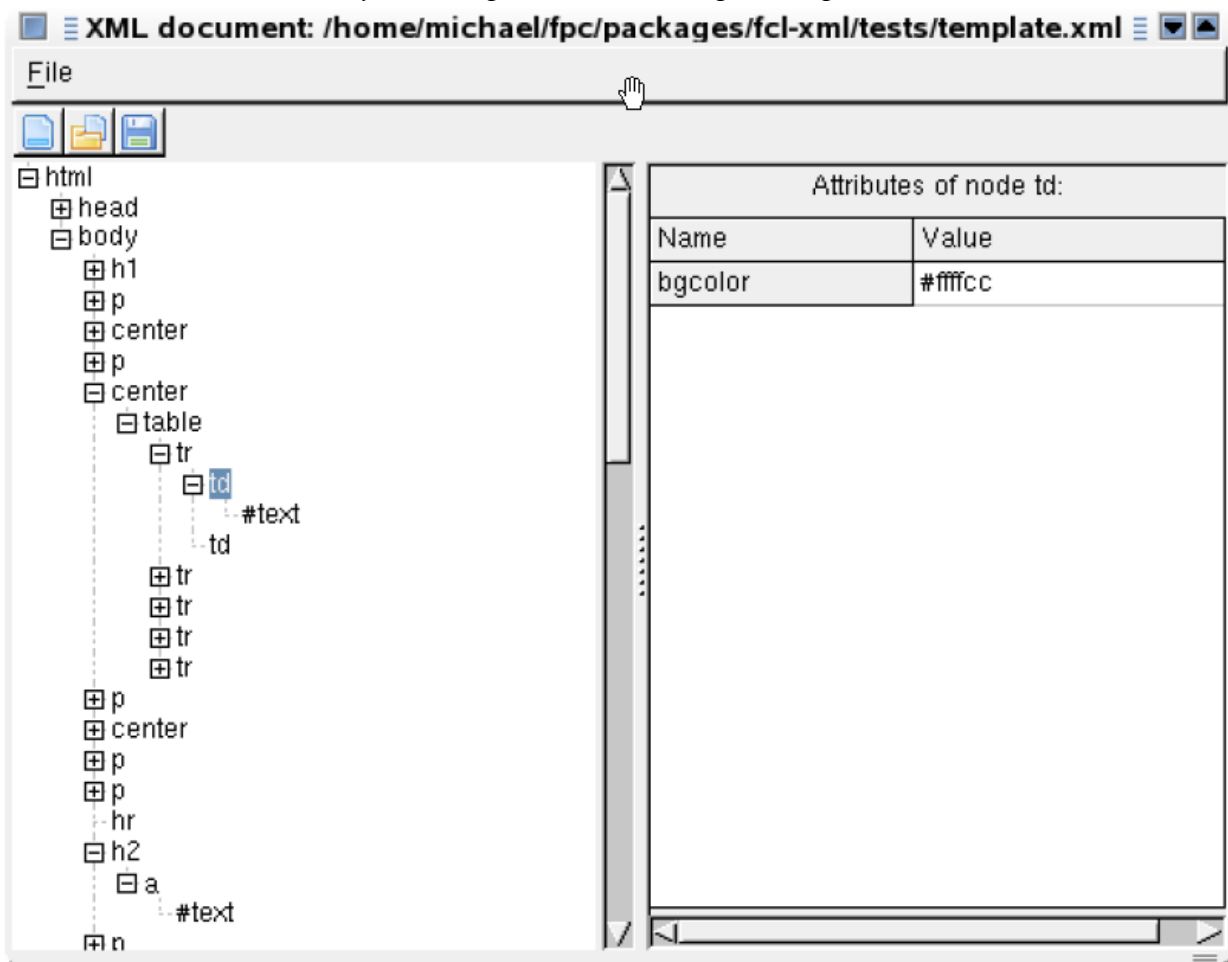 XML document: /home/michael/fpc/packages/fcl-xml/tests/template.xml
File
html
head
body
h1
p
center
p
center
table
tr
td
#text
td
tr
tr
tr
tr
p
center
p
p
hr
h2
a
#text
p
Attributes of node td:
Name Value
bgcolor #ffffcc